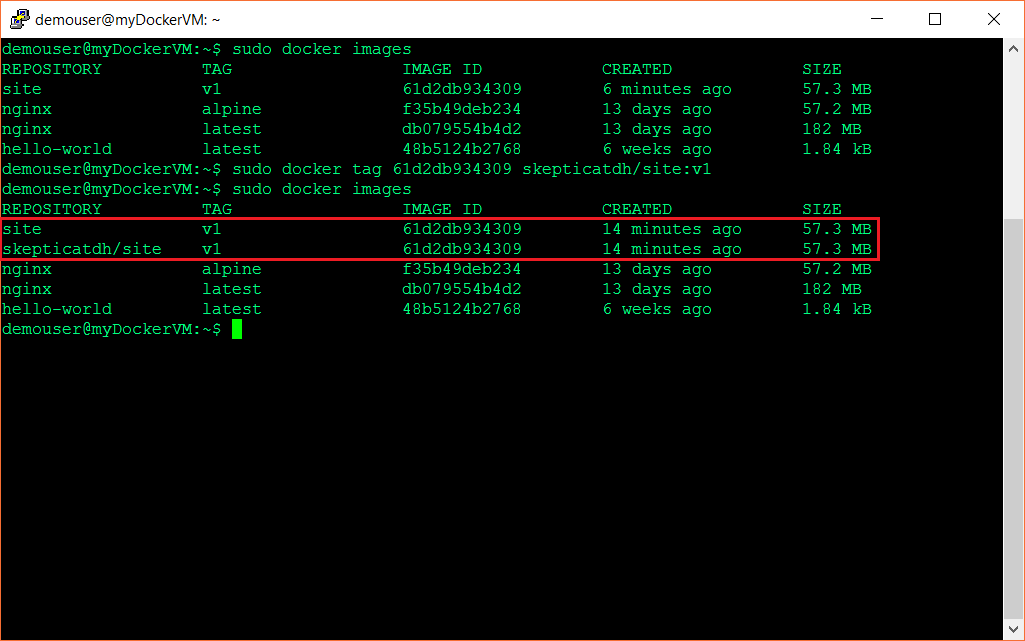 demouser@myDockerVM: ~
demouser@myDockerVM:~$ sudo docker images
REPOSITORY TAG IMAGE ID CREATED SIZE
site v1 61d2db934309 6 minutes ago 57.3 MB
nginx alpine f35b49deb234 13 days ago 57.2 MB
nginx latest db079554b4d2 13 days ago 182 MB
hello-world latest 48b5124b2768 6 weeks ago 1.84 kB
demouser@myDockerVM:~$ sudo docker tag 61d2db934309 skepticatdh/site:v1
demouser@myDockerVM:~$ sudo docker images
REPOSITORY TAG IMAGE ID CREATED SIZE
site v1 61d2db934309 14 minutes ago 57.3 MB
skepticatdh/site v1 61d2db934309 14 minutes ago 57.3 MB
nginx alpine f35b49deb234 13 days ago 57.2 MB
nginx latest db079554b4d2 13 days ago 182 MB
hello-world latest 48b5124b2768 6 weeks ago 1.84 kB
demouser@myDockerVM:~$